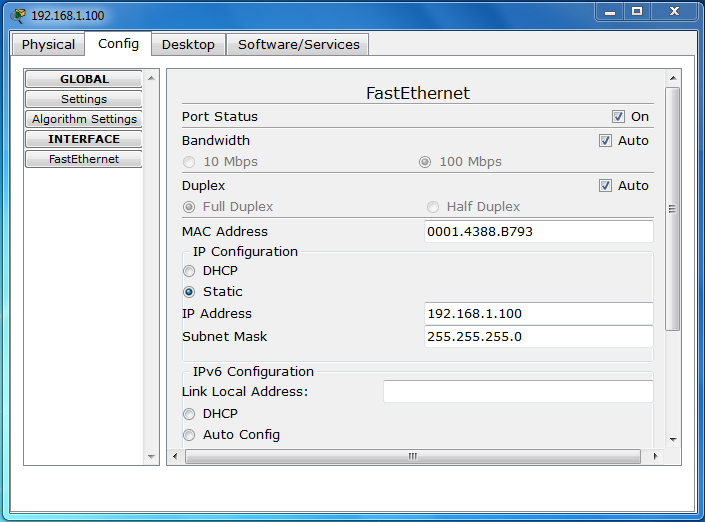 192.168.1.100
Physical Config Desktop Software/Services
GLOBAL
Settings
Algorithm Settings
INTERFACE
FastEthernet
FastEthernet
Port Status On
Bandwidth Auto
10 Mbps 100 Mbps
Duplex Auto
Full Duplex Half Duplex
MAC Address 0001.4388.B793
IP Configuration
DHCP
Static
IP Address 192.168.1.100
Subnet Mask 255.255.255.0
IPv6 Configuration
Link Local Address:
DHCP
Auto Config